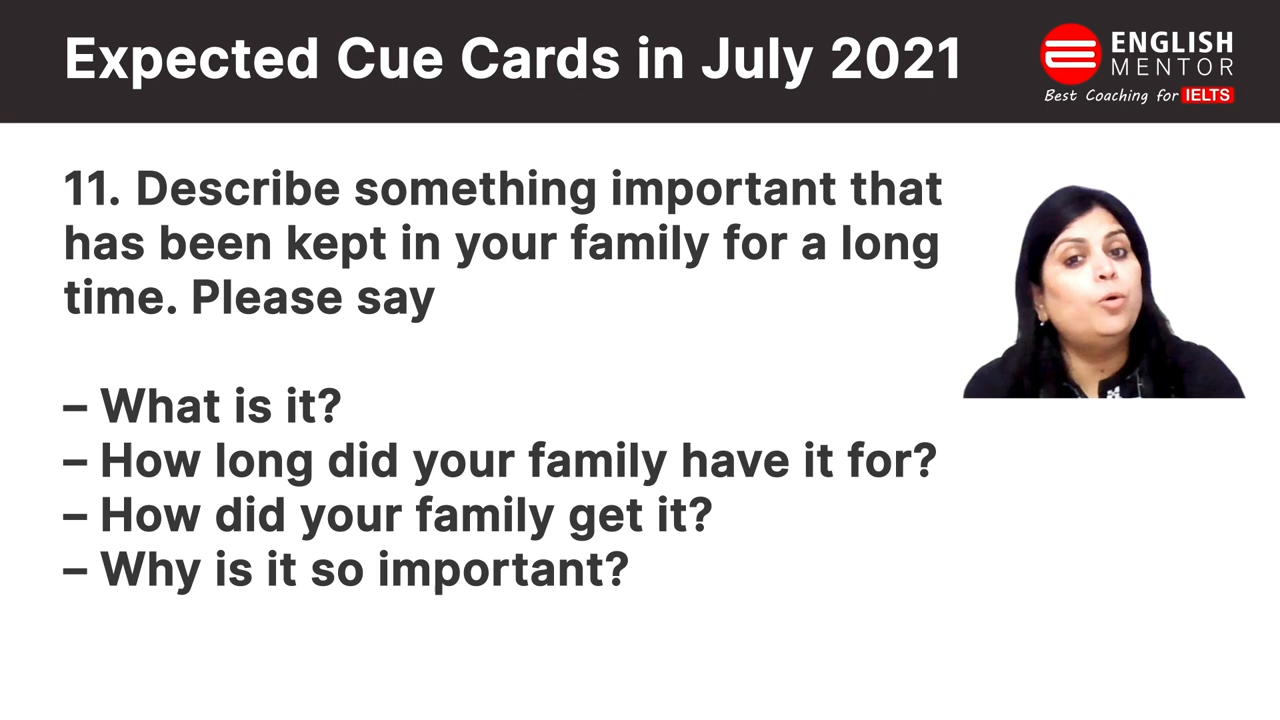 Expected Cue Cards in July 2021
ENGLISH
MENTOR
Best Coaching for IELTS
11. Describe something important that
has been kept in your family for a long
time. Please say
– What is it?
– How long did your family have it for?
– How did your family get it?
– Why is it so important?